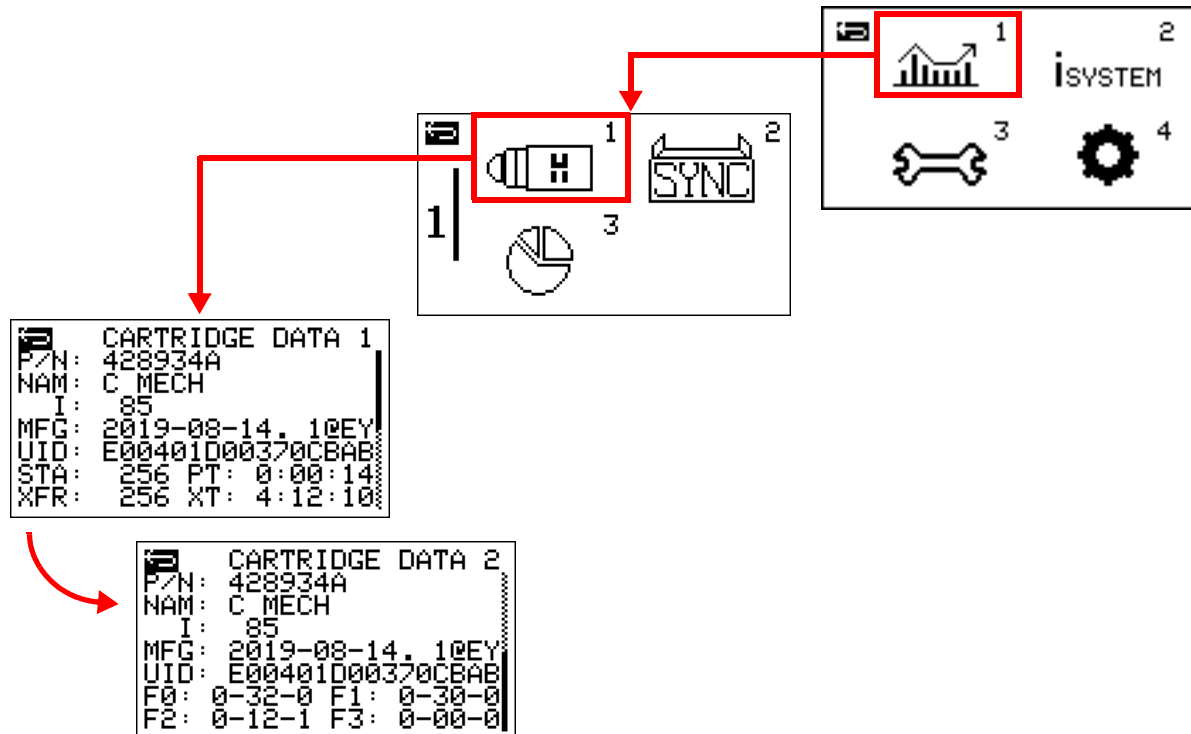 1 2
iSYSTEM
3 4
1 2
SYNC
1
3
CARTRIDGE DATA 1
P/N: 428934A
NAM: C MECH
I: 85
MFG: 2019-08-14. 1@EY
UID: E00401D00370CBAB
STA: 256 PT: 0:00:14
XFR: 256 XT: 4:12:10
CARTRIDGE DATA 2
P/N: 428934A
NAM: C MECH
I: 85
MFG: 2019-08-14. 1@EY
UID: E00401D00370CBAB
F0: 0-32-0 F1: 0-30-0
F2: 0-12-1 F3: 0-00-0